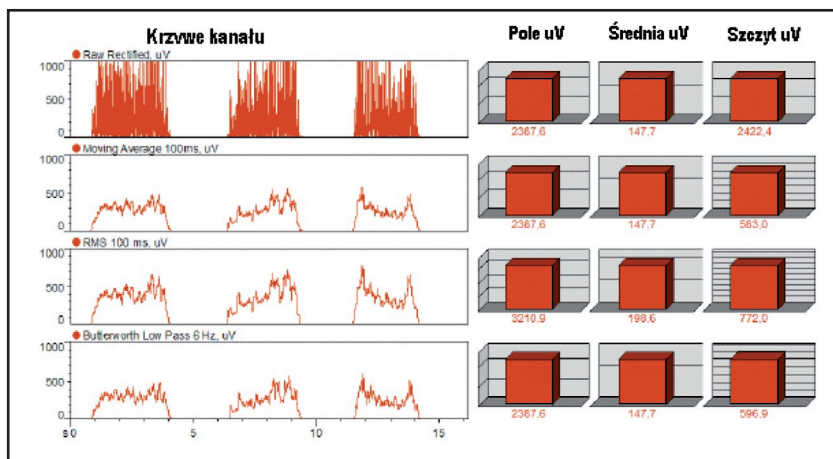 Krzywe kanału
Pole uV
Średnia uV
Szczyt uV
Raw Rectified, uV
1000
500
0
2387,6
147,7
2422,4
Moving Average 100ms, uV
1000
500
0
2387,6
147,7
583,0
RMS 100 ms, uV
1000
500
0
3210,9
198,6
772,0
Butterworth Low Pass 6 Hz, uV
1000
500
0
2387,6
147,7
596,9
s 0 5 10 15